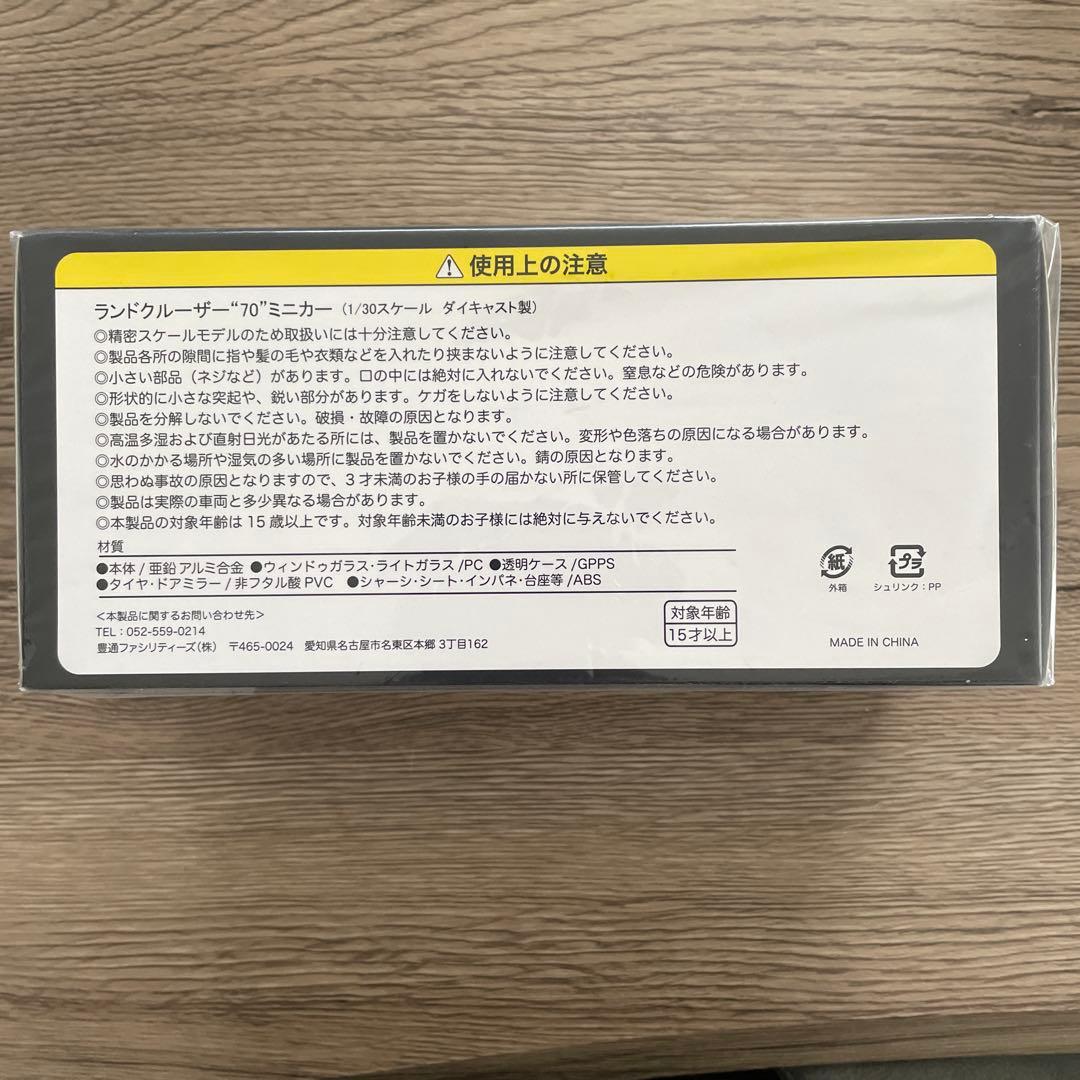 ⚠ 使用上の注意
ランドクルーザー“70”ミニカー（1/30スケール ダイキャスト製）
◎精密スケールモデルのため取扱いには十分注意してください。
◎製品各所の隙間に指や髪の毛や衣類などを入れたり挟まないように注意してください。
◎小さい部品（ネジなど）があります。口の中には絶対に入れないでください。窒息などの危険があります。
◎形状的に小さな突起や、鋭い部分があります。ケガをしないように注意してください。
◎製品を分解しないでください。破損・故障の原因となります。
◎高温多湿および直射日光があたる所には、製品を置かないでください。変形や色落ちの原因になる場合があります。
◎水のかかる場所や湿気の多い場所に製品を置かないでください。錆の原因となります。
◎思わぬ事故の原因となりますので、3才未満のお子様の手の届かない所に保管してください。
◎製品は実際の車両と多少異なる場合があります。
◎本製品の対象年齢は15歳以上です。対象年齢未満のお子様には絶対に与えないでください。
材質
●本体/亜鉛アルミ合金 ●ウィンドゥガラス・ライトガラス/PC ●透明ケース/GPPS
●タイヤ・ドアミラー/非フタル酸PVC ●シャーシ・シート・インパネ・台座等/ABS
＜本製品に関するお問い合わせ先＞
TEL：052-559-0214
豊通ファシリティーズ（株） 〒465-0024 愛知県名古屋市名東区本郷3丁目162
対象年齢
15才以上
紙
外箱
プラ
シュリンク：PP
MADE IN CHINA